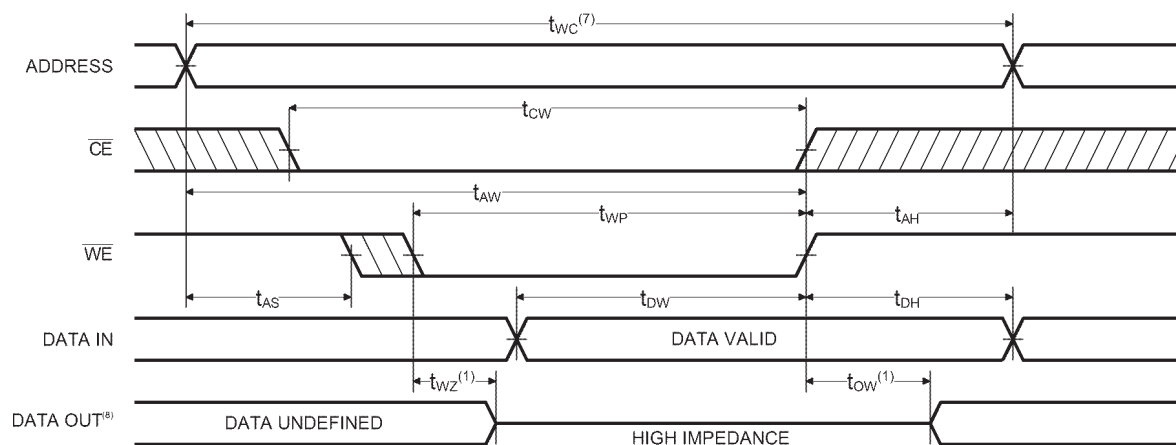 tWC(7)
ADDRESS
tCW
CE
tAW
tWP
tAH
WE
tAS
tDW
tDH
DATA IN
DATA VALID
tWZ(1)
tOW(1)
DATA OUT(8)
DATA UNDEFINED
HIGH IMPEDANCE